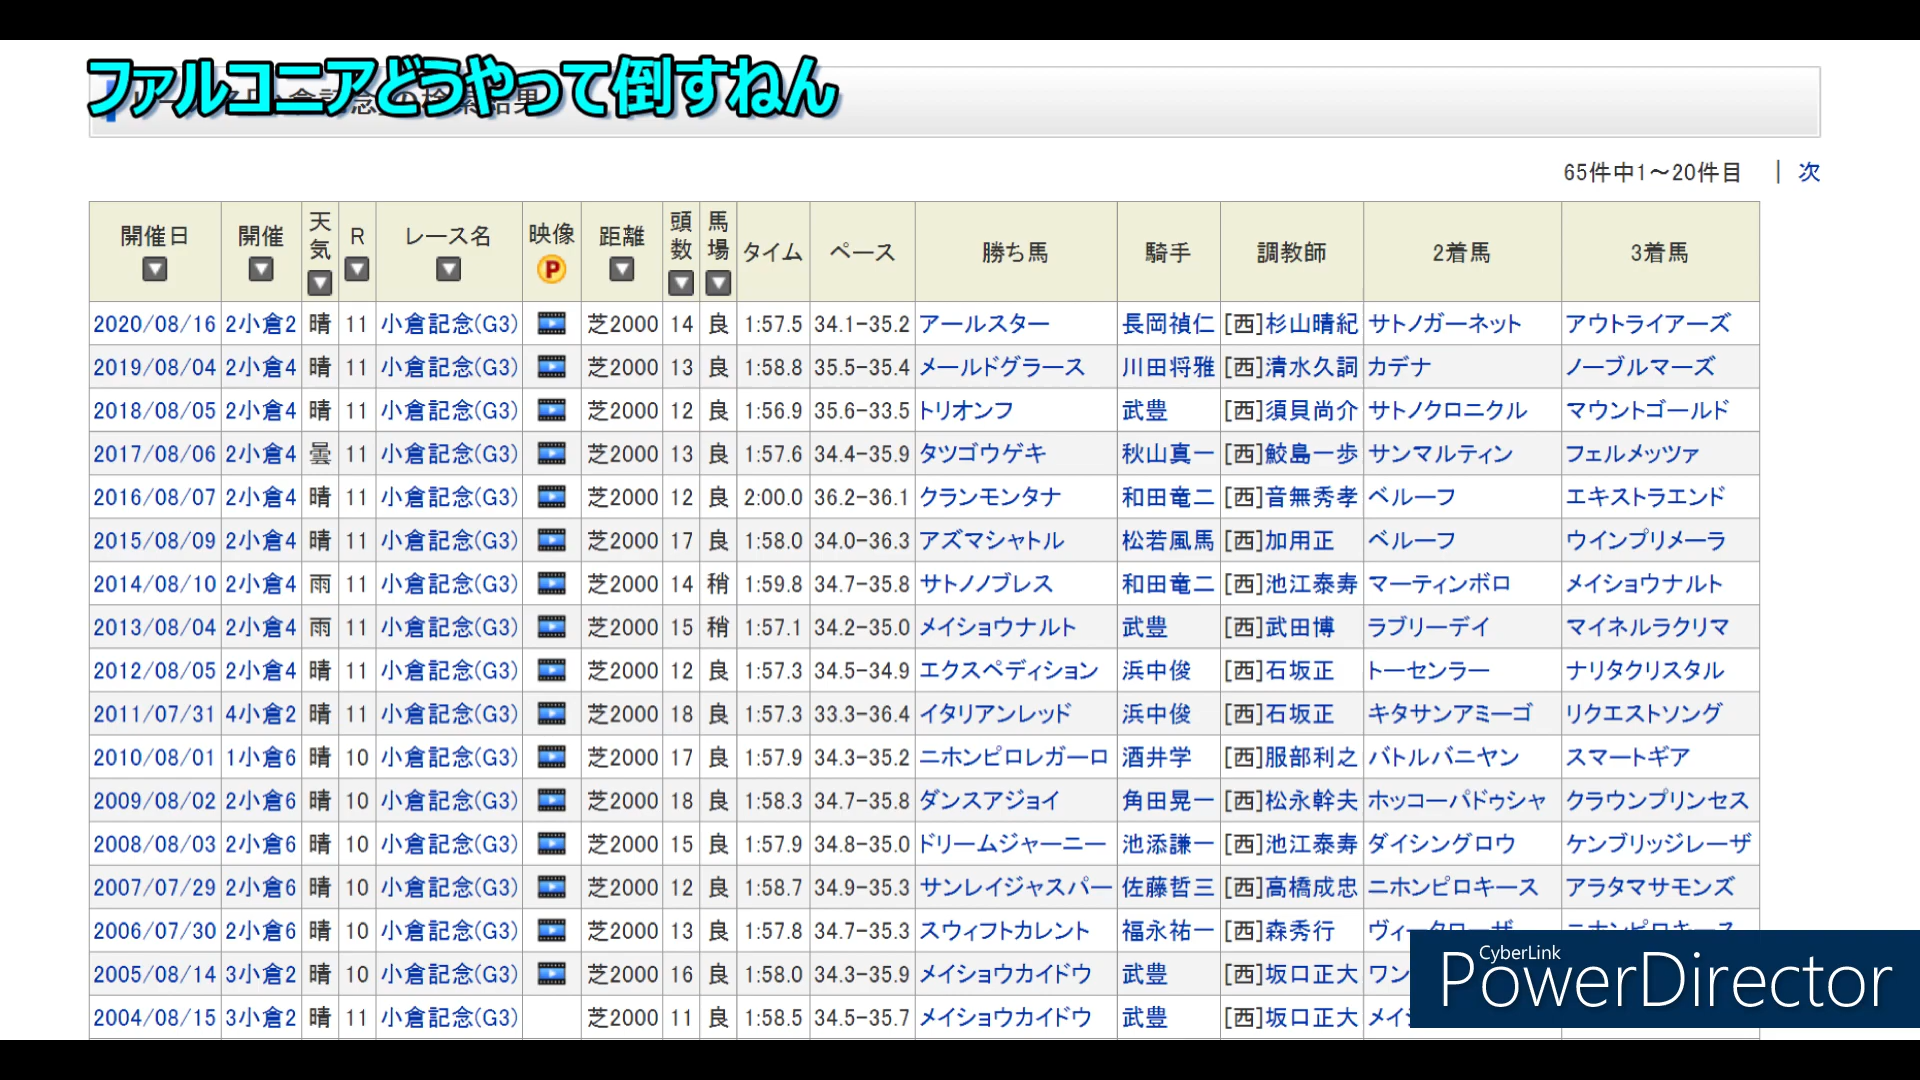 ファルコニアどうやって倒すねん
65件中1～20件目 | 次
開催日 開催 天気 R レース名 映像 距離 頭数 馬場 タイム ペース 勝ち馬 騎手 調教師 2着馬 3着馬
P
2020/08/16 2小倉2 晴 11 小倉記念(G3) 芝2000 14 良 1:57.5 34.1-35.2 アールスター 長岡禎仁 [西]杉山晴紀 サトノガーネット アウトライアーズ
2019/08/04 2小倉4 晴 11 小倉記念(G3) 芝2000 13 良 1:58.8 35.5-35.4 メールドグラース 川田将雅 [西]清水久詞 カデナ ノーブルマーズ
2018/08/05 2小倉4 晴 11 小倉記念(G3) 芝2000 12 良 1:56.9 35.6-33.5 トリオンフ 武豊 [西]須貝尚介 サトノクロニクル マウントゴールド
2017/08/06 2小倉4 曇 11 小倉記念(G3) 芝2000 13 良 1:57.6 34.4-35.9 タツゴウゲキ 秋山真一 [西]鮫島一歩 サンマルティン フェルメッツァ
2016/08/07 2小倉4 晴 11 小倉記念(G3) 芝2000 12 良 2:00.0 36.2-36.1 クランモンタナ 和田竜二 [西]音無秀孝 ベルーフ エキストラエンド
2015/08/09 2小倉4 晴 11 小倉記念(G3) 芝2000 17 良 1:58.0 34.0-36.3 アズマシャトル 松若風馬 [西]加用正 ベルーフ ウインプリメーラ
2014/08/10 2小倉4 雨 11 小倉記念(G3) 芝2000 14 稍 1:59.8 34.7-35.8 サトノノブレス 和田竜二 [西]池江泰寿 マーティンボロ メイショウナルト
2013/08/04 2小倉4 雨 11 小倉記念(G3) 芝2000 15 稍 1:57.1 34.2-35.0 メイショウナルト 武豊 [西]武田博 ラブリーデイ マイネルラクリマ
2012/08/05 2小倉4 晴 11 小倉記念(G3) 芝2000 12 良 1:57.3 34.5-34.9 エクスペディション 浜中俊 [西]石坂正 トーセンラー ナリタクリスタル
2011/07/31 4小倉2 晴 11 小倉記念(G3) 芝2000 18 良 1:57.3 33.3-36.4 イタリアンレッド 浜中俊 [西]石坂正 キタサンアミーゴ リクエストソング
2010/08/01 1小倉6 晴 10 小倉記念(G3) 芝2000 17 良 1:57.9 34.3-35.2 ニホンピロレガーロ 酒井学 [西]服部利之 バトルバニヤン スマートギア
2009/08/02 2小倉6 晴 10 小倉記念(G3) 芝2000 18 良 1:58.3 34.7-35.8 ダンスアジョイ 角田晃一 [西]松永幹夫 ホッコーパドゥシャ クラウンプリンセス
2008/08/03 2小倉6 晴 10 小倉記念(G3) 芝2000 15 良 1:57.9 34.8-35.0 ドリームジャーニー 池添謙一 [西]池江泰寿 ダイシングロウ ケンブリッジレーザ
2007/07/29 2小倉6 晴 10 小倉記念(G3) 芝2000 12 良 1:58.7 34.9-35.3 サンレイジャスパー 佐藤哲三 [西]高橋成忠 ニホンピロキース アラタマサモンズ
2006/07/30 2小倉6 晴 10 小倉記念(G3) 芝2000 13 良 1:57.8 34.7-35.3 スウィフトカレント 福永祐一 [西]森秀行 ヴィータローザ ニホンピロキース
2005/08/14 3小倉2 晴 10 小倉記念(G3) 芝2000 16 良 1:58.0 34.3-35.9 メイショウカイドウ 武豊 [西]坂口正大 ワン
2004/08/15 3小倉2 晴 11 小倉記念(G3) 芝2000 11 良 1:58.5 34.5-35.7 メイショウカイドウ 武豊 [西]坂口正大 メイ
CyberLink
PowerDirector